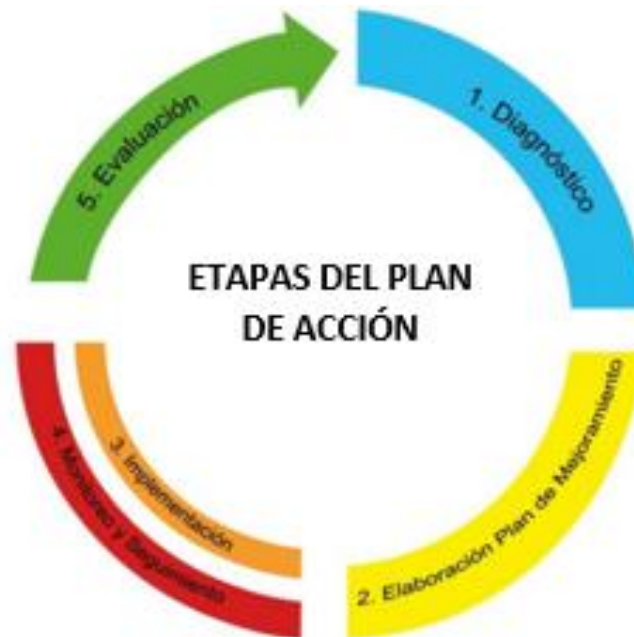 ETAPAS DEL PLAN
DE ACCIÓN
1. Diagnóstico
2. Elaboración Plan de Mejoramiento
3. Implementación
4. Monitoreo y Seguimiento
5. Evaluación